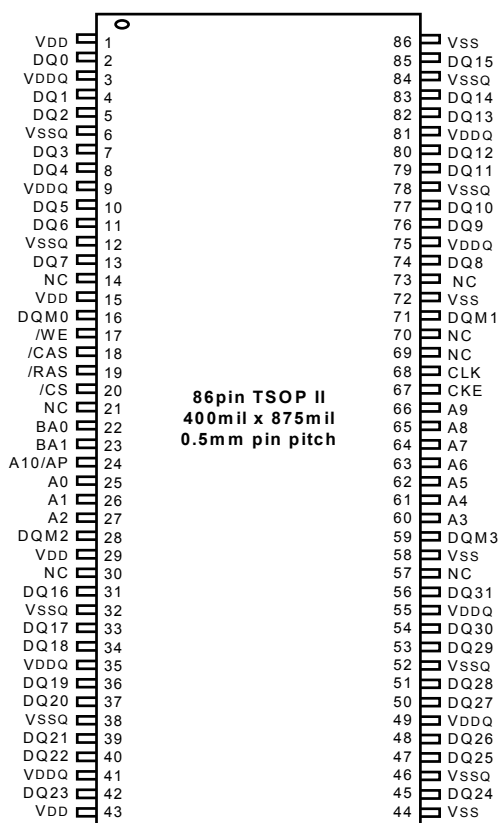 VDD 1 86 VSS
DQ0 2 85 DQ15
VDDQ 3 84 VSSQ
DQ1 4 83 DQ14
DQ2 5 82 DQ13
VSSQ 6 81 VDDQ
DQ3 7 80 DQ12
DQ4 8 79 DQ11
VDDQ 9 78 VSSQ
DQ5 10 77 DQ10
DQ6 11 76 DQ9
VSSQ 12 75 VDDQ
DQ7 13 74 DQ8
NC 14 73 NC
VDD 15 72 VSS
DQM0 16 71 DQM1
/WE 17 70 NC
/CAS 18 69 NC
/RAS 19 68 CLK
/CS 20 67 CKE
NC 21 86pin TSOP II 66 A9
BA0 22 400mil x 875mil 65 A8
BA1 23 0.5mm pin pitch 64 A7
A10/AP 24 63 A6
A0 25 62 A5
A1 26 61 A4
A2 27 60 A3
DQM2 28 59 DQM3
VDD 29 58 VSS
NC 30 57 NC
DQ16 31 56 DQ31
VSSQ 32 55 VDDQ
DQ17 33 54 DQ30
DQ18 34 53 DQ29
VDDQ 35 52 VSSQ
DQ19 36 51 DQ28
DQ20 37 50 DQ27
VSSQ 38 49 VDDQ
DQ21 39 48 DQ26
DQ22 40 47 DQ25
VDDQ 41 46 VSSQ
DQ23 42 45 DQ24
VDD 43 44 VSS